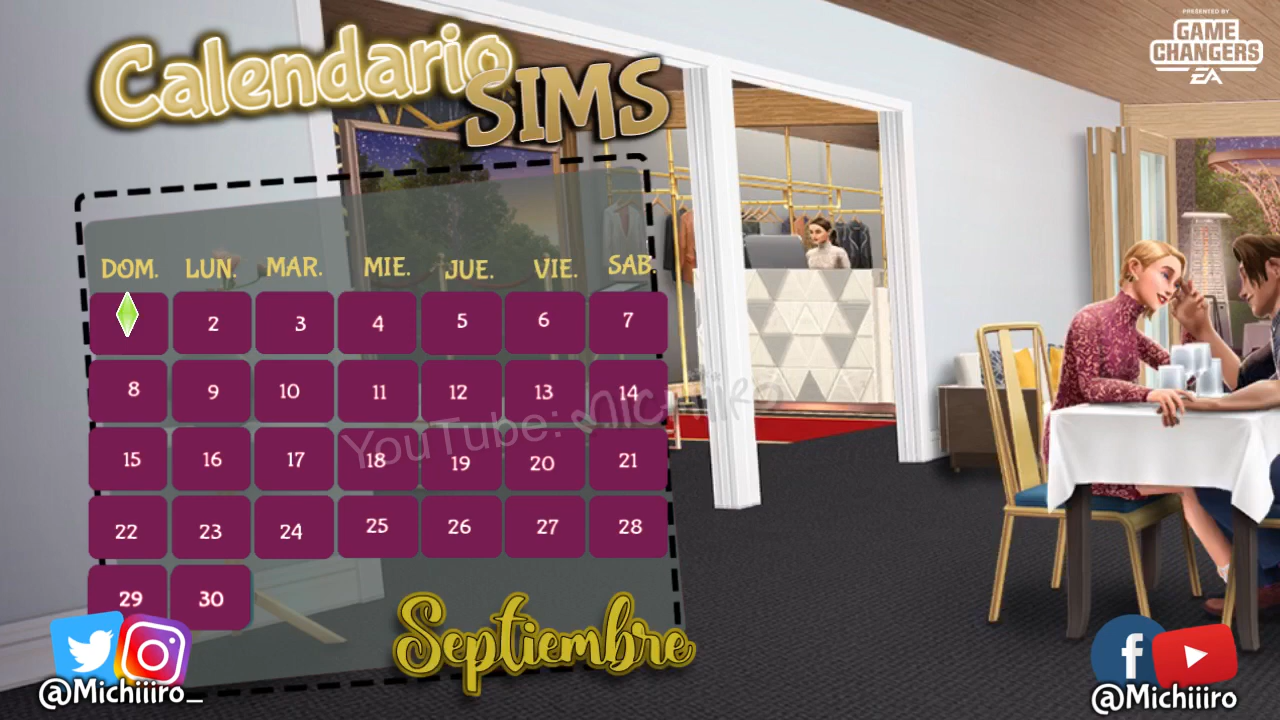 Calendario
SIMS
PRESENTED BY
GAME
CHANGERS
EA
DOM. LUN. MAR. MIE. JUE. VIE. SAB.
2 3 4 5 6 7
8 9 10 11 12 13 14
YouTube: Michiiiro
15 16 17 18 19 20 21
22 23 24 25 26 27 28
29 30
Septiembre
@Michiiiro_
@Michiiiro